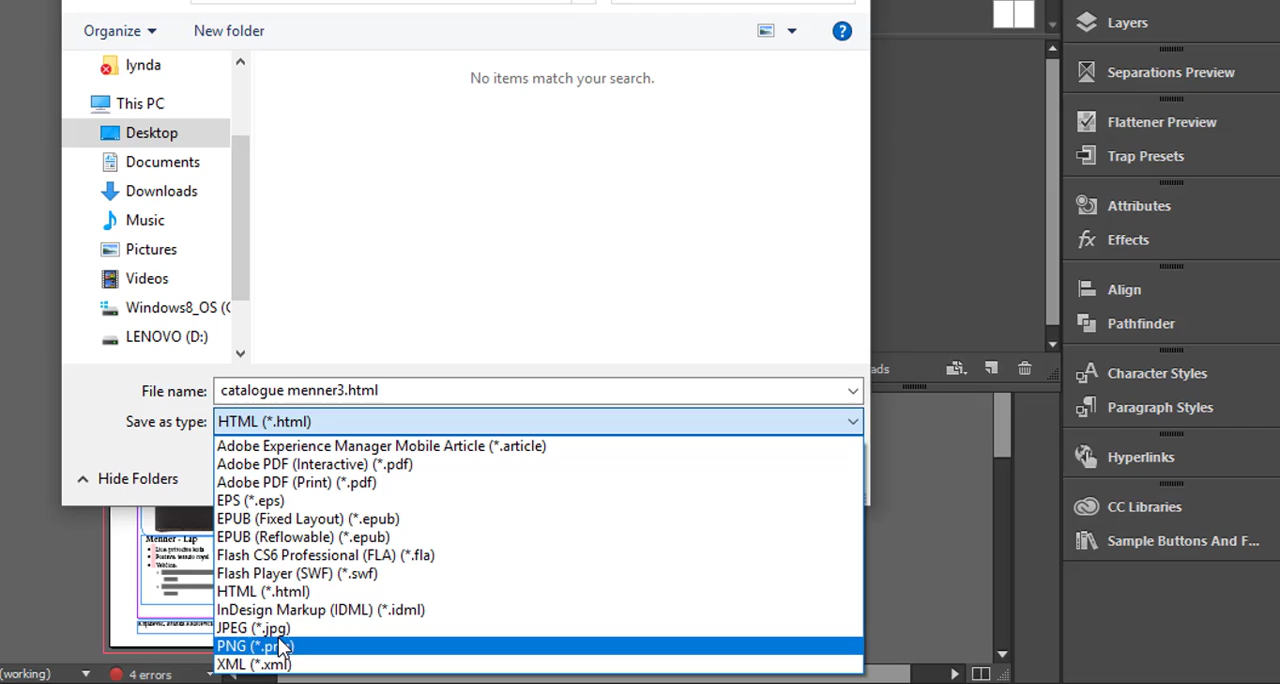 Organize
New folder
?
Layers
lynda
No items match your search.
Separations Preview
This PC
Desktop
Flattener Preview
Documents
Trap Presets
Downloads
Attributes
Music
fx Effects
Pictures
Videos
Align
Windows8_OS (
LENOVO (D:)
Pathfinder
ads
Character Styles
File name: catalogue menner3.html
Paragraph Styles
Save as type: HTML (*.html)
Adobe Experience Manager Mobile Article (*.article)
Hyperlinks
Adobe PDF (Interactive) (*.pdf)
Hide Folders
Adobe PDF (Print) (*.pdf)
EPS (*.eps)
CC Libraries
EPUB (Fixed Layout) (*.epub)
EPUB (Reflowable) (*.epub)
Sample Buttons And F...
Menner - Lap
Flash CS6 Professional (FLA) (*.fla)
Flash Player (SWF) (*.swf)
HTML (*.html)
InDesign Markup (IDML) (*.idml)
JPEG (*.jpg)
PNG
XML (*.xml)
(working)
4 errors